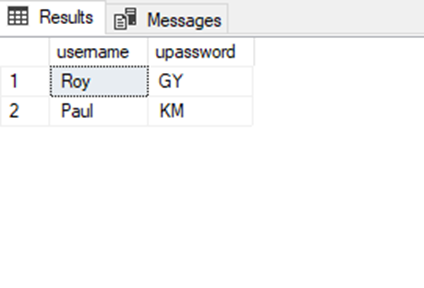 Results Messages
username upassword
1 Roy GY
2 Paul KM